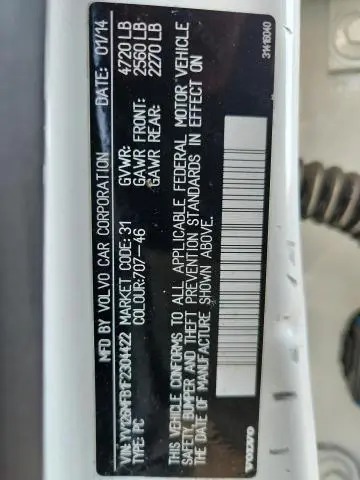 MFD BY VOLVO CAR CORPORATION DATE: 01/14
GVWR: 4720 LB
GAWR FRONT: 2560 LB
GAWR REAR: 2270 LB
VIN: YV126MFB1F2304422 MARKET CODE: 31
TYPE: PC COLOUR:707-46
THIS VEHICLE CONFORMS TO ALL APPLICABLE FEDERAL MOTOR VEHICLE
SAFETY, BUMPER AND THEFT PREVENTION STANDARDS IN EFFECT ON
THE DATE OF MANUFACTURE SHOWN ABOVE.
VOLVO
31416040